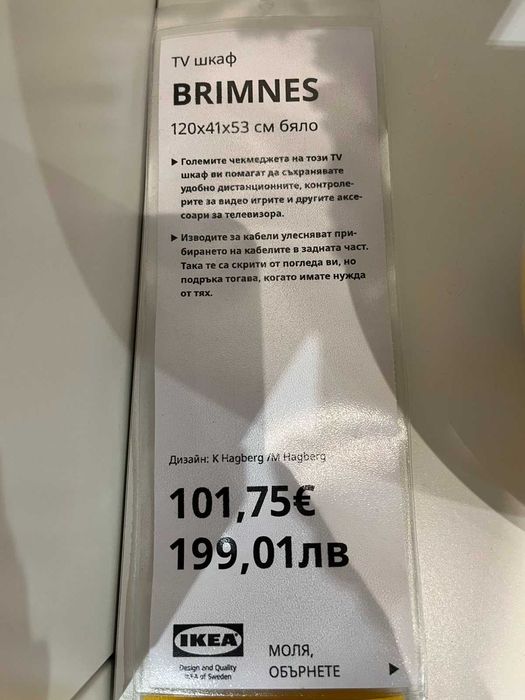 TV шкаф
BRIMNES
120x41x53 см бяло
▶ Големите чекмеджета на този TV
шкаф ви помагат да съхранявате
удобно дистанционните, контроле-
рите за видео игрите и другите аксе-
соари за телевизора.
▶ Изводите за кабели улесняват при-
бирането на кабелите в задната част.
Така те са скрити от погледа ви, но
подръка тогава, когато имате нужда
от тях.
Дизайн: K Hagberg /M Hagberg
101,75€
199,01лв
IKEA
Design and Quality
IKEA of Sweden
МОЛЯ,
ОБЪРНЕТЕ ▶